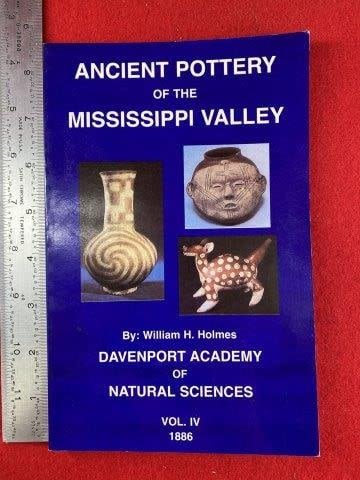 ANCIENT POTTERY
OF THE
MISSISSIPPI VALLEY
By: William H. Holmes
DAVENPORT ACADEMY
OF
NATURAL SCIENCES
VOL. IV
1886